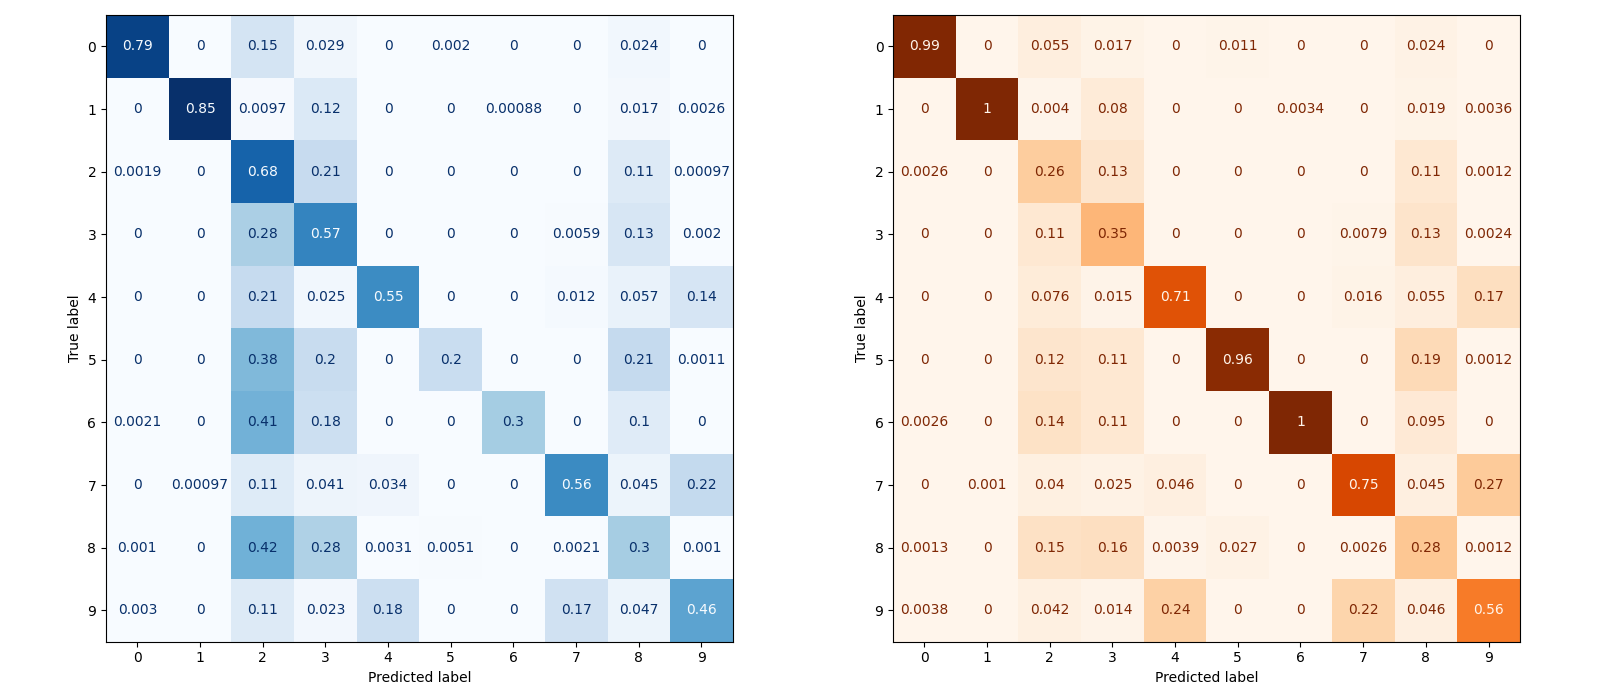 0 0.79 0 0.15 0.029 0 0.002 0 0 0.024 0
1 0 0.85 0.0097 0.12 0 0 0.00088 0 0.017 0.0026
2 0.0019 0 0.68 0.21 0 0 0 0 0.11 0.00097
3 0 0 0.28 0.57 0 0 0 0.0059 0.13 0.002
4 0 0 0.21 0.025 0.55 0 0 0.012 0.057 0.14
5 0 0 0.38 0.2 0 0.2 0 0 0.21 0.0011
6 0.0021 0 0.41 0.18 0 0 0.3 0 0.1 0
7 0 0.00097 0.11 0.041 0.034 0 0 0.56 0.045 0.22
8 0.001 0 0.42 0.28 0.0031 0.0051 0 0.0021 0.3 0.001
9 0.003 0 0.11 0.023 0.18 0 0 0.17 0.047 0.46
0 1 2 3 4 5 6 7 8 9
Predicted label
True label
0 0.99 0 0.055 0.017 0 0.011 0 0 0.024 0
1 0 1 0.004 0.08 0 0 0.0034 0 0.019 0.0036
2 0.0026 0 0.26 0.13 0 0 0 0 0.11 0.0012
3 0 0 0.11 0.35 0 0 0 0.0079 0.13 0.0024
4 0 0 0.076 0.015 0.71 0 0 0.016 0.055 0.17
5 0 0 0.12 0.11 0 0.96 0 0 0.19 0.0012
6 0.0026 0 0.14 0.11 0 0 1 0 0.095 0
7 0 0.001 0.04 0.025 0.046 0 0 0.75 0.045 0.27
8 0.0013 0 0.15 0.16 0.0039 0.027 0 0.0026 0.28 0.0012
9 0.0038 0 0.042 0.014 0.24 0 0 0.22 0.046 0.56
0 1 2 3 4 5 6 7 8 9
Predicted label
True label